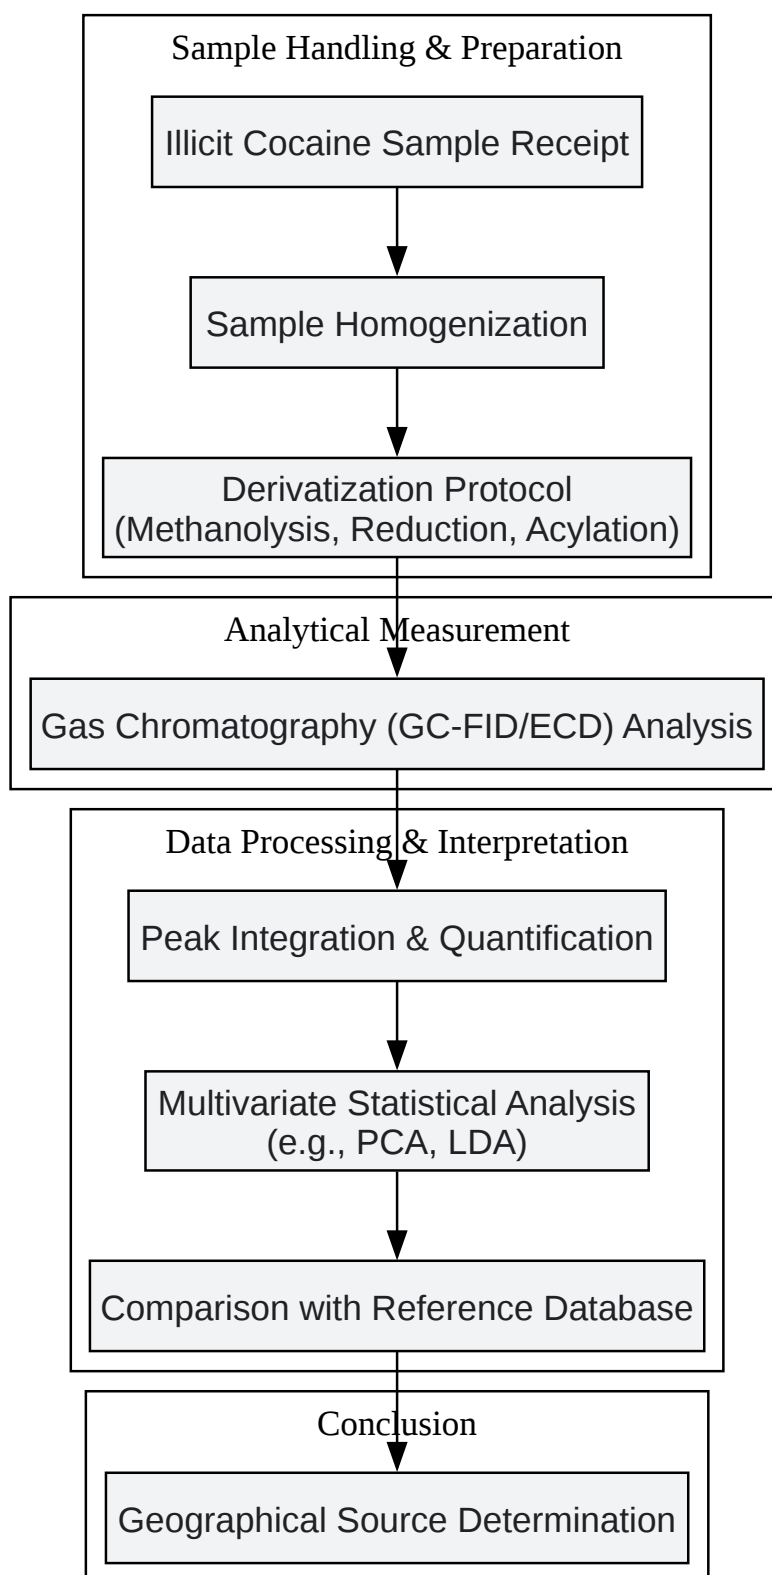 Sample Handling & Preparation
Illicit Cocaine Sample Receipt
Sample Homogenization
Derivatization Protocol
(Methanolysis, Reduction, Acylation)
Analytical Measurement
Gas Chromatography (GC-FID/ECD) Analysis
Data Processing & Interpretation
Peak Integration & Quantification
Multivariate Statistical Analysis
(e.g., PCA, LDA)
Comparison with Reference Database
Conclusion
Geographical Source Determination